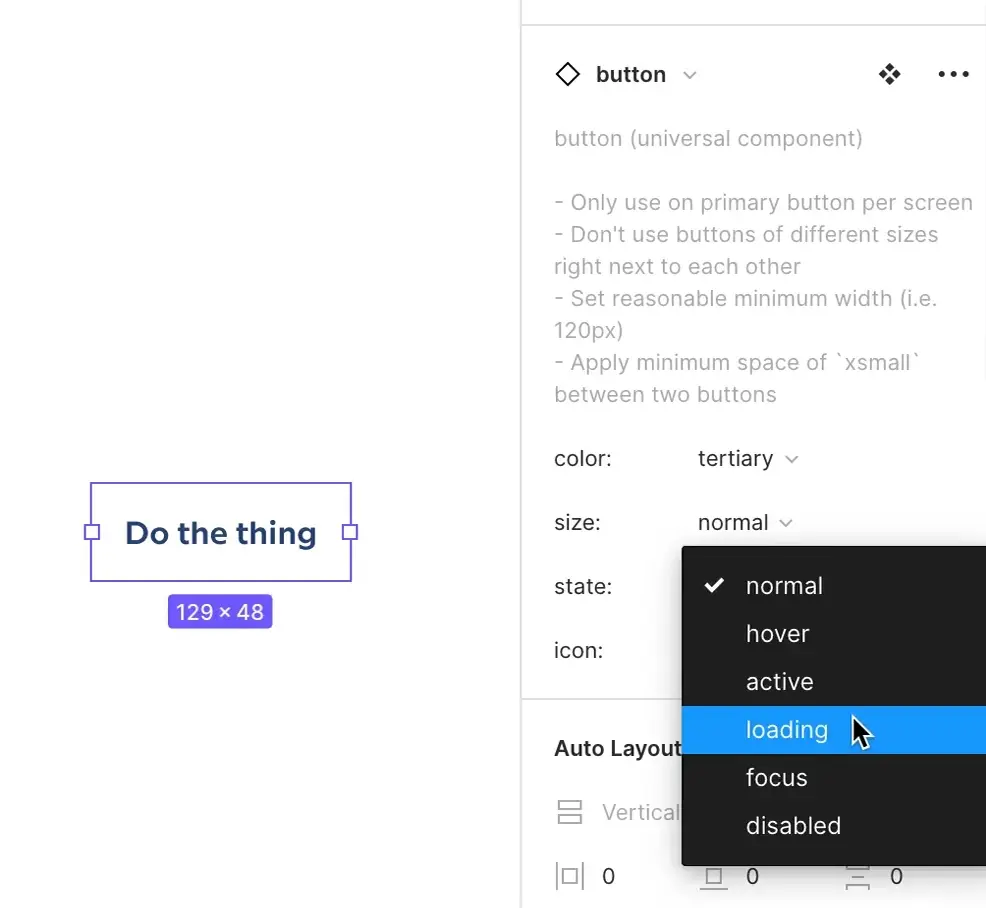 button
button (universal component)
- Only use on primary button per screen
- Don't use buttons of different sizes
right next to each other
- Set reasonable minimum width (i.e.
120px)
- Apply minimum space of `xsmall`
between two buttons
color: tertiary
size: normal
Do the thing
129 × 48
state:
normal
hover
icon:
active
loading
Auto Layout
focus
Vertical
disabled
0 0 0